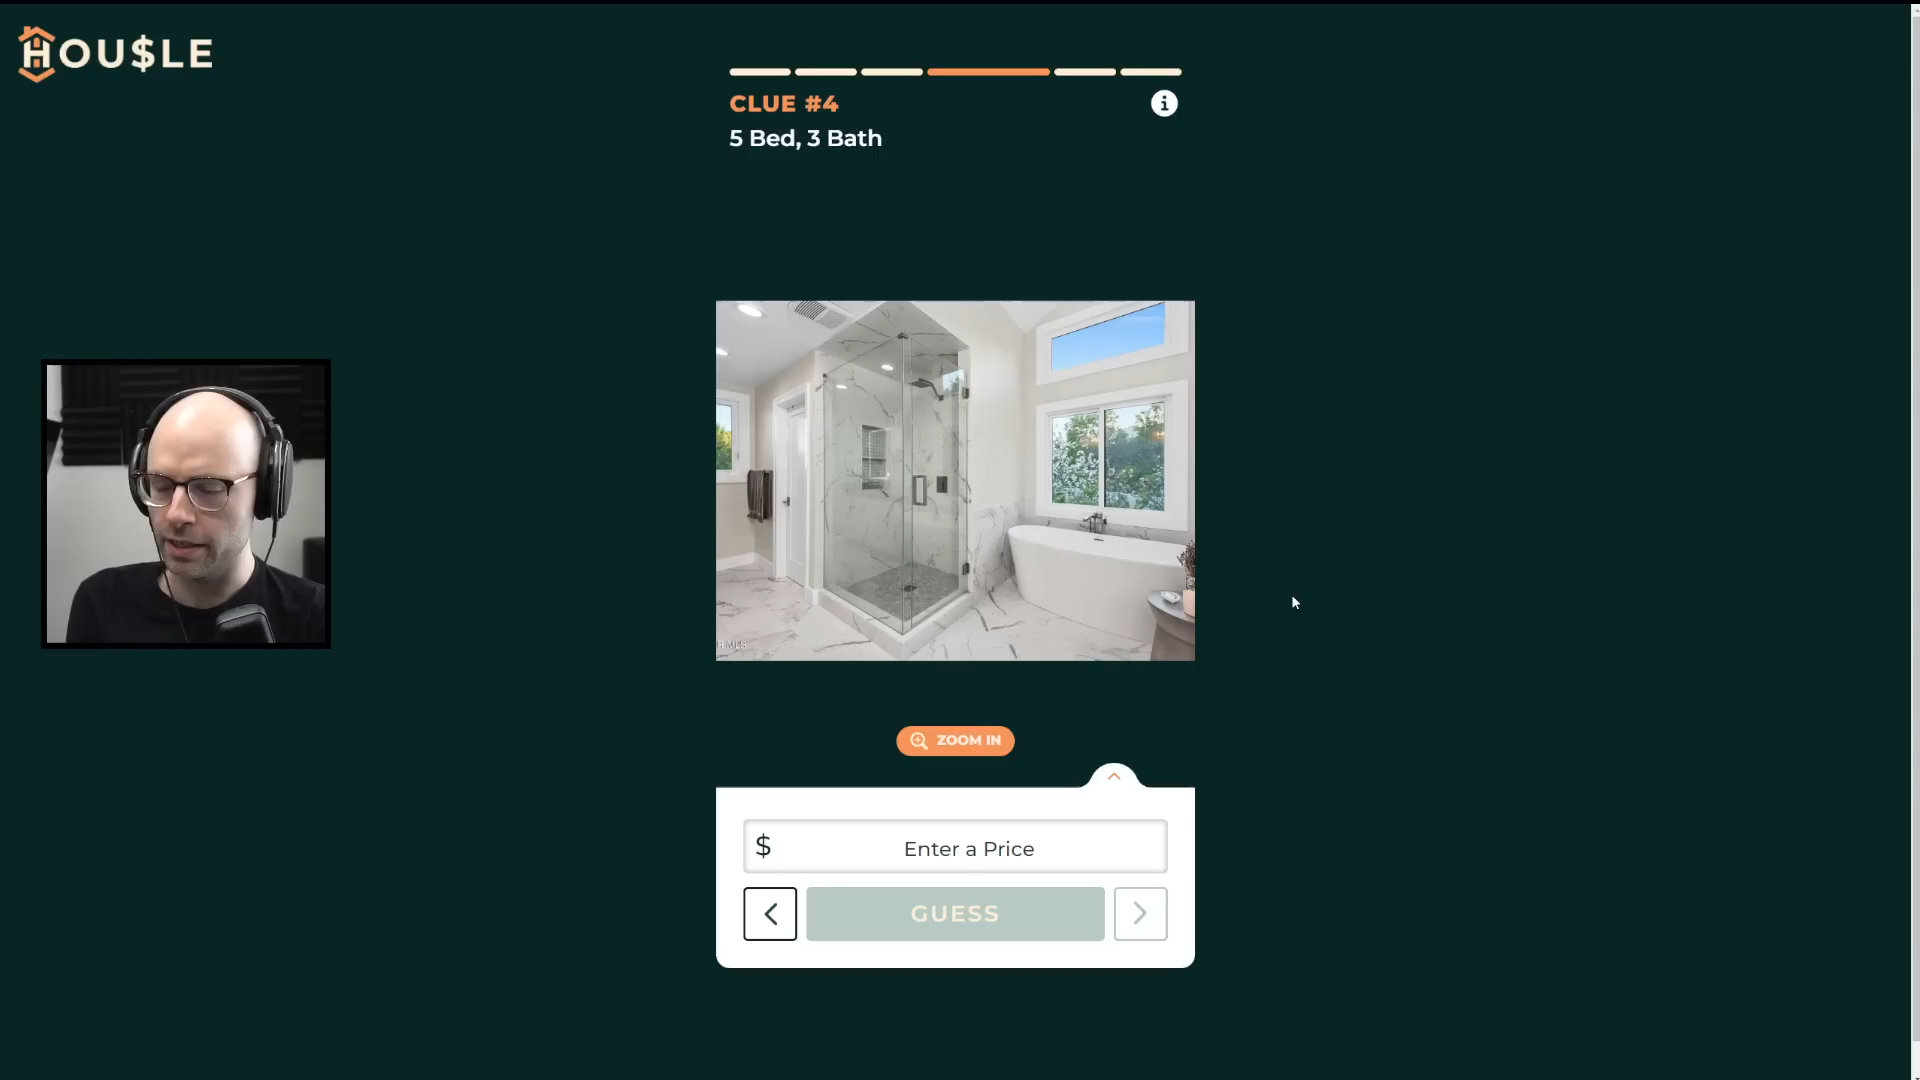 HOU$LE
CLUE #4
5 Bed, 3 Bath
ZOOM IN
$ Enter a Price
GUESS